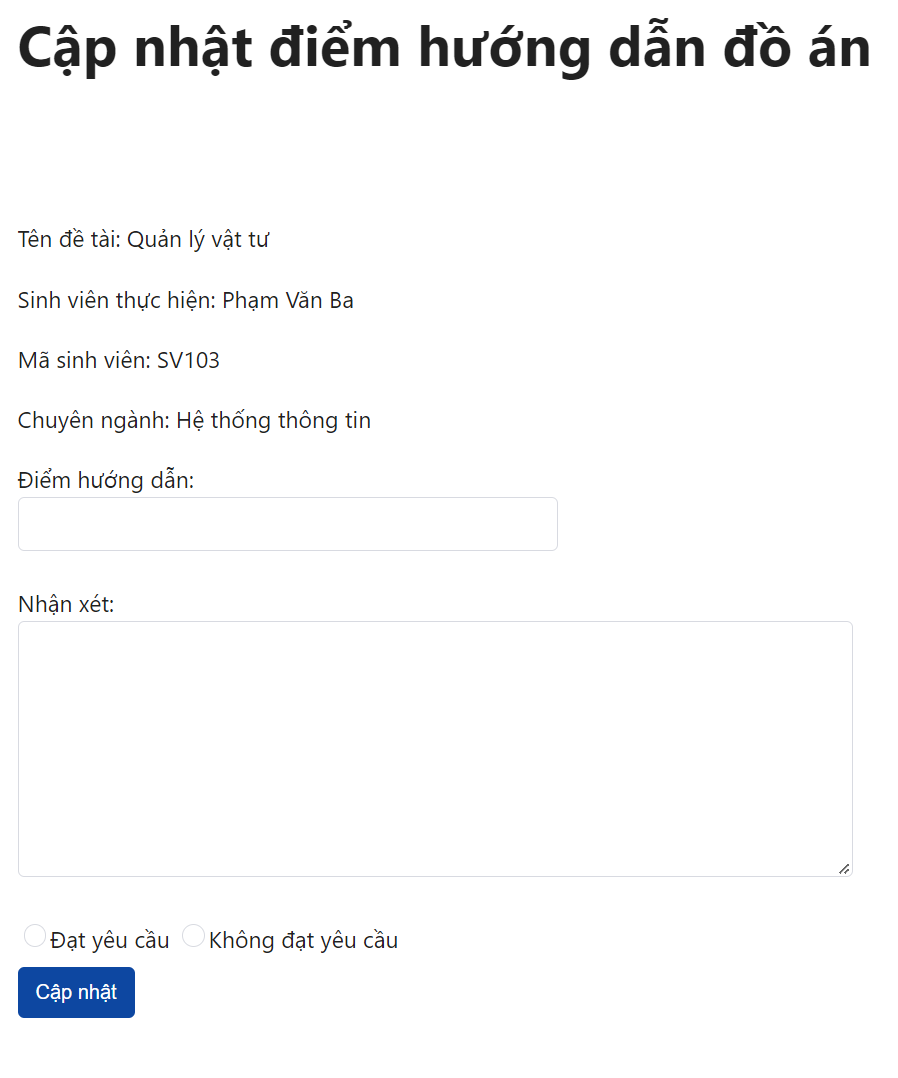 Cập nhật điểm hướng dẫn đồ án
Tên đề tài: Quản lý vật tư
Sinh viên thực hiện: Phạm Văn Ba
Mã sinh viên: SV103
Chuyên ngành: Hệ thống thông tin
Điểm hướng dẫn:
Nhận xét:
Đạt yêu cầu Không đạt yêu cầu
Cập nhật